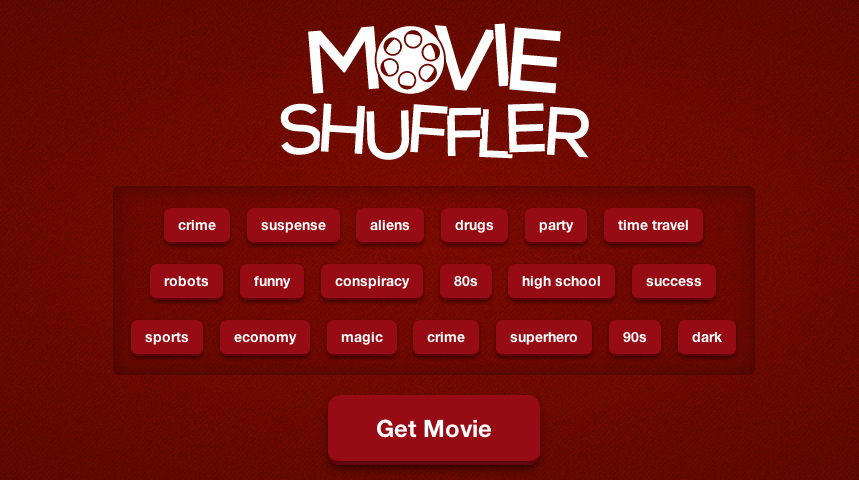 MOVIE
SHUFFLER
crime suspense aliens drugs party time travel
robots funny conspiracy 80s high school success
sports economy magic crime superhero 90s dark
Get Movie